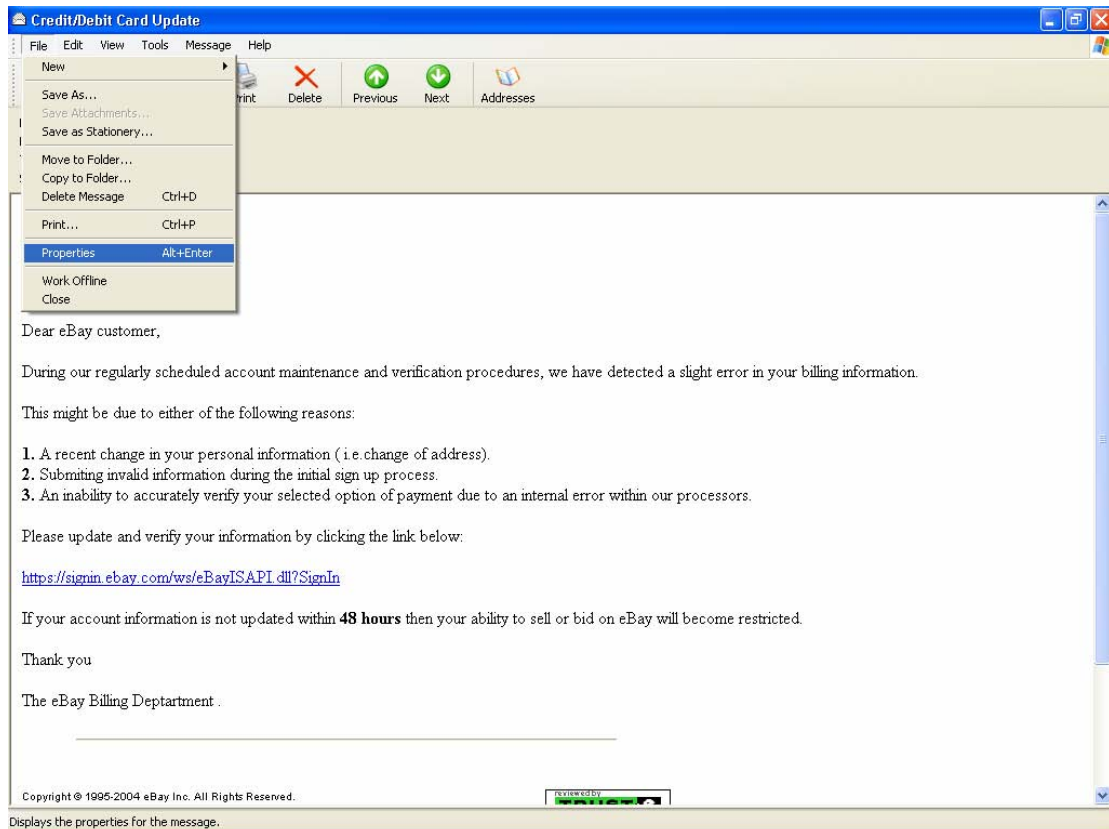 Credit/Debit Card Update
File Edit View Tools Message Help
New
Print Delete Previous Next Addresses
Save As...
Save Attachments...
Save as Stationery...
Move to Folder...
Copy to Folder...
Delete Message Ctrl+D
Print... Ctrl+P
Properties Alt+Enter
Work Offline
Close
Dear eBay customer,
During our regularly scheduled account maintenance and verification procedures, we have detected a slight error in your billing information.
This might be due to either of the following reasons:
1. A recent change in your personal information ( i.e.change of address).
2. Submiting invalid information during the initial sign up process.
3. An inability to accurately verify your selected option of payment due to an internal error within our processors.
Please update and verify your information by clicking the link below:
https://signin.ebay.com/ws/eBayISAPI.dll?SignIn
If your account information is not updated within 48 hours then your ability to sell or bid on eBay will become restricted.
Thank you
The eBay Billing Deptartment .
Copyright © 1995-2004 eBay Inc. All Rights Reserved.
reviewed by
Displays the properties for the message.